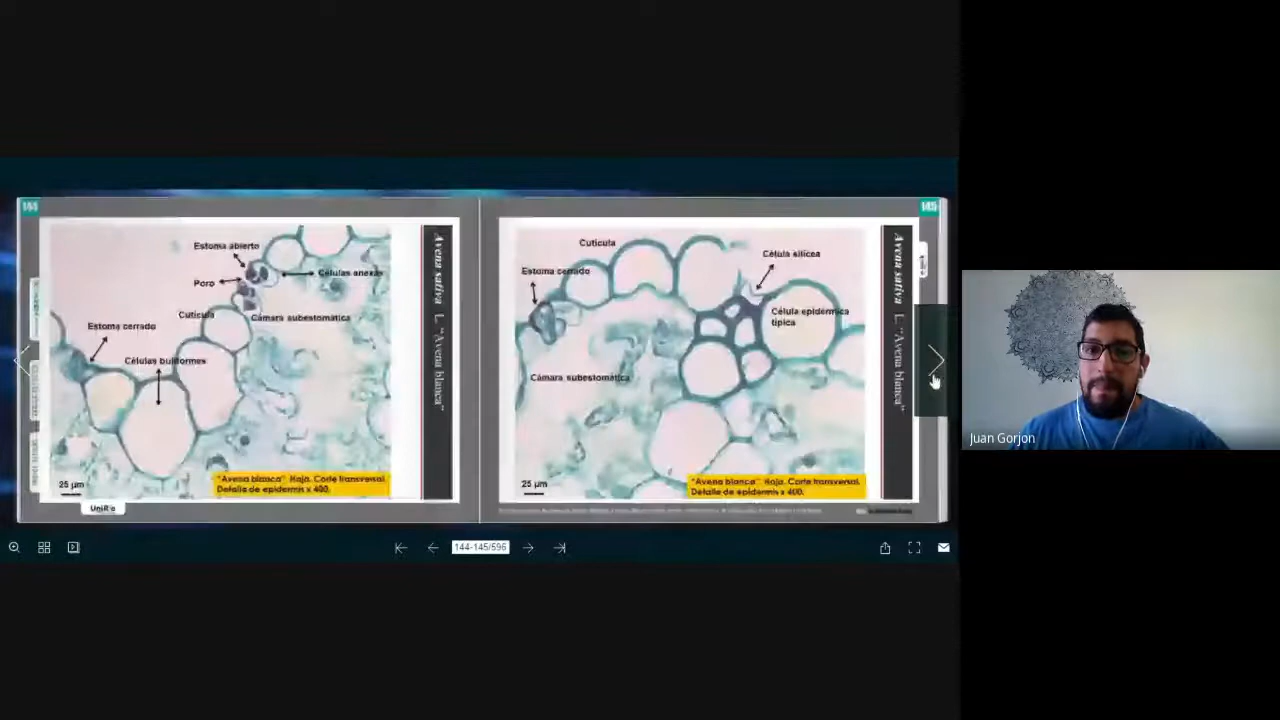 144
145
Estoma abierto
Poro
Células anexas
Cutícula
Cámara subestomática
Estoma cerrado
Células buliformes
25 µm
"Avena blanca". Hoja. Corte transversal.
Detalle de epidermis x 400.
Avena sativa L. "Avena blanca"
UniR o
Cutícula
Estoma cerrado
Célula silícea
Célula epidérmica
típica
Cámara subestomática
25 µm
"Avena blanca". Hoja. Corte transversal.
Detalle de epidermis x 400.
Avena sativa L. "Avena blanca"
144-145/596
Juan Gorjon